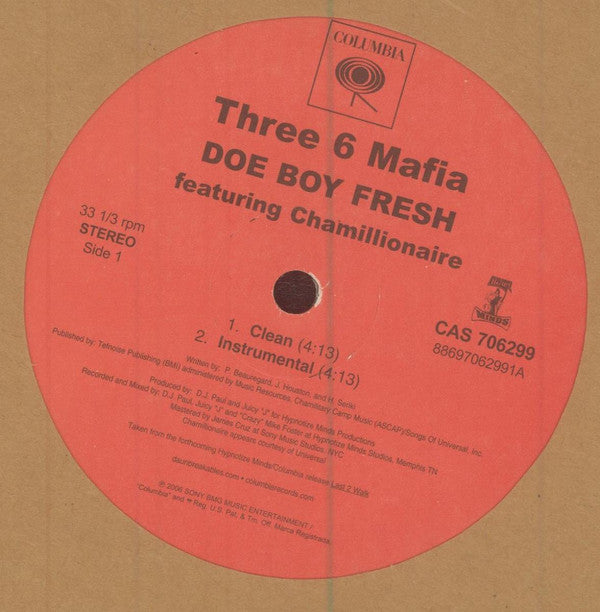 COLUMBIA
Three 6 Mafia
DOE BOY FRESH
featuring Chamillionaire
33 1/3 rpm
STEREO
Side 1
MINDS
CAS 706299
88697062991A
1. Clean (4:13)
2. Instrumental (4:13)
Written by: P. Beauregard, J. Houston, and H. Seriki
Published by: Tefnoise Publishing (BMI) administered by Music Resources, Chamillitary Camp Music (ASCAP)/Songs Of Universal, Inc.
Produced by: D.J. Paul and Juicy "J" for Hypnotize Minds Productions
Recorded and Mixed by: D.J. Paul, Juicy "J" and "Crazy" Mike Foster at Hypnotize Minds Studios, Memphis TN
Mastered by James Cruz at Sony Music Studios, NYC
Chamillionaire appears courtesy of Universal
Taken from the forthcoming Hypnotize Minds/Columbia release Last 2 Walk
daunbreakables.com • columbiarecords.com
℗ 2006 SONY BMG MUSIC ENTERTAINMENT /
"Columbia" and Reg. U.S. Pat. & Tm. Off. Marca Registrada.